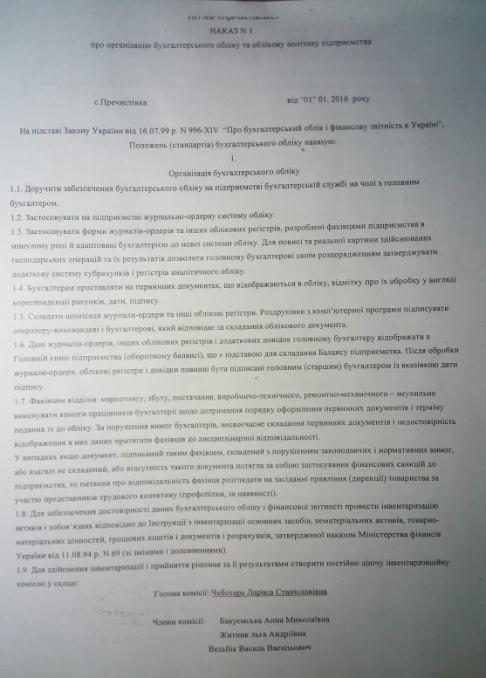 НАКАЗ N 1
про організацію бухгалтерського обліку та облікову політику підприємства
с.Пречистівка від "01" 01. 2016 року
На підставі Закону України від 16.07.99 р. N 996-XIV "Про бухгалтерський облік і фінансову звітність в Україні",
Положень (стандартів) бухгалтерського обліку наказую:
1.
Організація бухгалтерського обліку
1.1. Доручити забезпечення бухгалтерського обліку на підприємстві бухгалтерській службі на чолі з головним
бухгалтером.
1.2. Застосовувати на підприємстві журнально-ордерну систему обліку.
1.3. Застосовувати форми журналів-ордерів та інших облікових регістрів, розроблені фахівцями підприємства в
минулому році й адаптовані бухгалтерією до нової системи обліку. Для повної та реальної картини здійснюваних
господарських операцій та їх результатів дозволити головному бухгалтерові своїм розпорядженням затверджувати
додаткову систему субрахунків і регістрів аналітичного обліку.
1.4. Бухгалтерам проставляти на первинних документах, що відображаються в обліку, відмітку про їх обробку у вигляді
кореспонденції рахунків, дати, підпису.
1.5. Складати щомісяця журнали-ордери та інші облікові регістри. Роздруківки з комп'ютерної програми підписувати
оператору-виконавцеві і бухгалтерові, який відповідає за складання облікового документа.
1.6. Дані журналів-ордерів, інших облікових регістрів і додаткових довідок головному бухгалтеру відображати в
Головній книзі підприємства (оборотному балансі), що є підставою для складання Балансу підприємства. Після обробки
журнали-ордери, облікові регістри і довідки повинні бути підписані головним (старшим) бухгалтером із вказівкою дати
підпису.
1.7. Фахівцям відділів: маркетингу, збуту, постачання, виробничо-технічного, ремонтно-механічного – неухильно
виконувати вимоги працівників бухгалтерії щодо дотримання порядку оформлення первинних документів і терміну
подання їх до обліку. За порушення вимог бухгалтерів, несвоєчасне складання первинних документів і недостовірність
відображення в них даних притягати фахівців до дисциплінарної відповідальності.
У випадках якщо документ, підписаний таким фахівцем, складений з порушенням законодавчих і нормативних вимог,
або взагалі не складений, або відсутність такого документа потягла за собою застосування фінансових санкцій до
підприємства, то питання про відповідальність фахівця розглядати на засіданні правління (дирекції) товариства за
участю представників трудового колективу (профспілки, за наявності).
1.8. Для забезпечення достовірності даних бухгалтерського обліку і фінансової звітності провести інвентаризацію
активів і зобов'язань відповідно до Інструкції з інвентаризації основних засобів, нематеріальних активів, товарно-
матеріальних цінностей, грошових коштів і документів і розрахунків, затвердженої наказом Міністерства фінансів
України від 11.08.94 р. N 69 (зі змінами і доповненнями).
1.9. Для здійснення інвентаризації і прийняття рішення за її результатами створити постійно діючу інвентаризаційну
комісію у складі:
Голова комісії: Чеботарь Лариса Станіславівна
Члени комісії: Бакуємська Анна Миколаївна
Житник льга Андріївна
Вельбік Василь Васильович